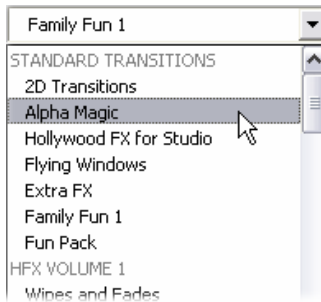 Family Fun 1
STANDARD TRANSITIONS
2D Transitions
Alpha Magic
Hollywood FX for Studio
Flying Windows
Extra FX
Family Fun 1
Fun Pack
HFX VOLUME 1
Wipes and Fades